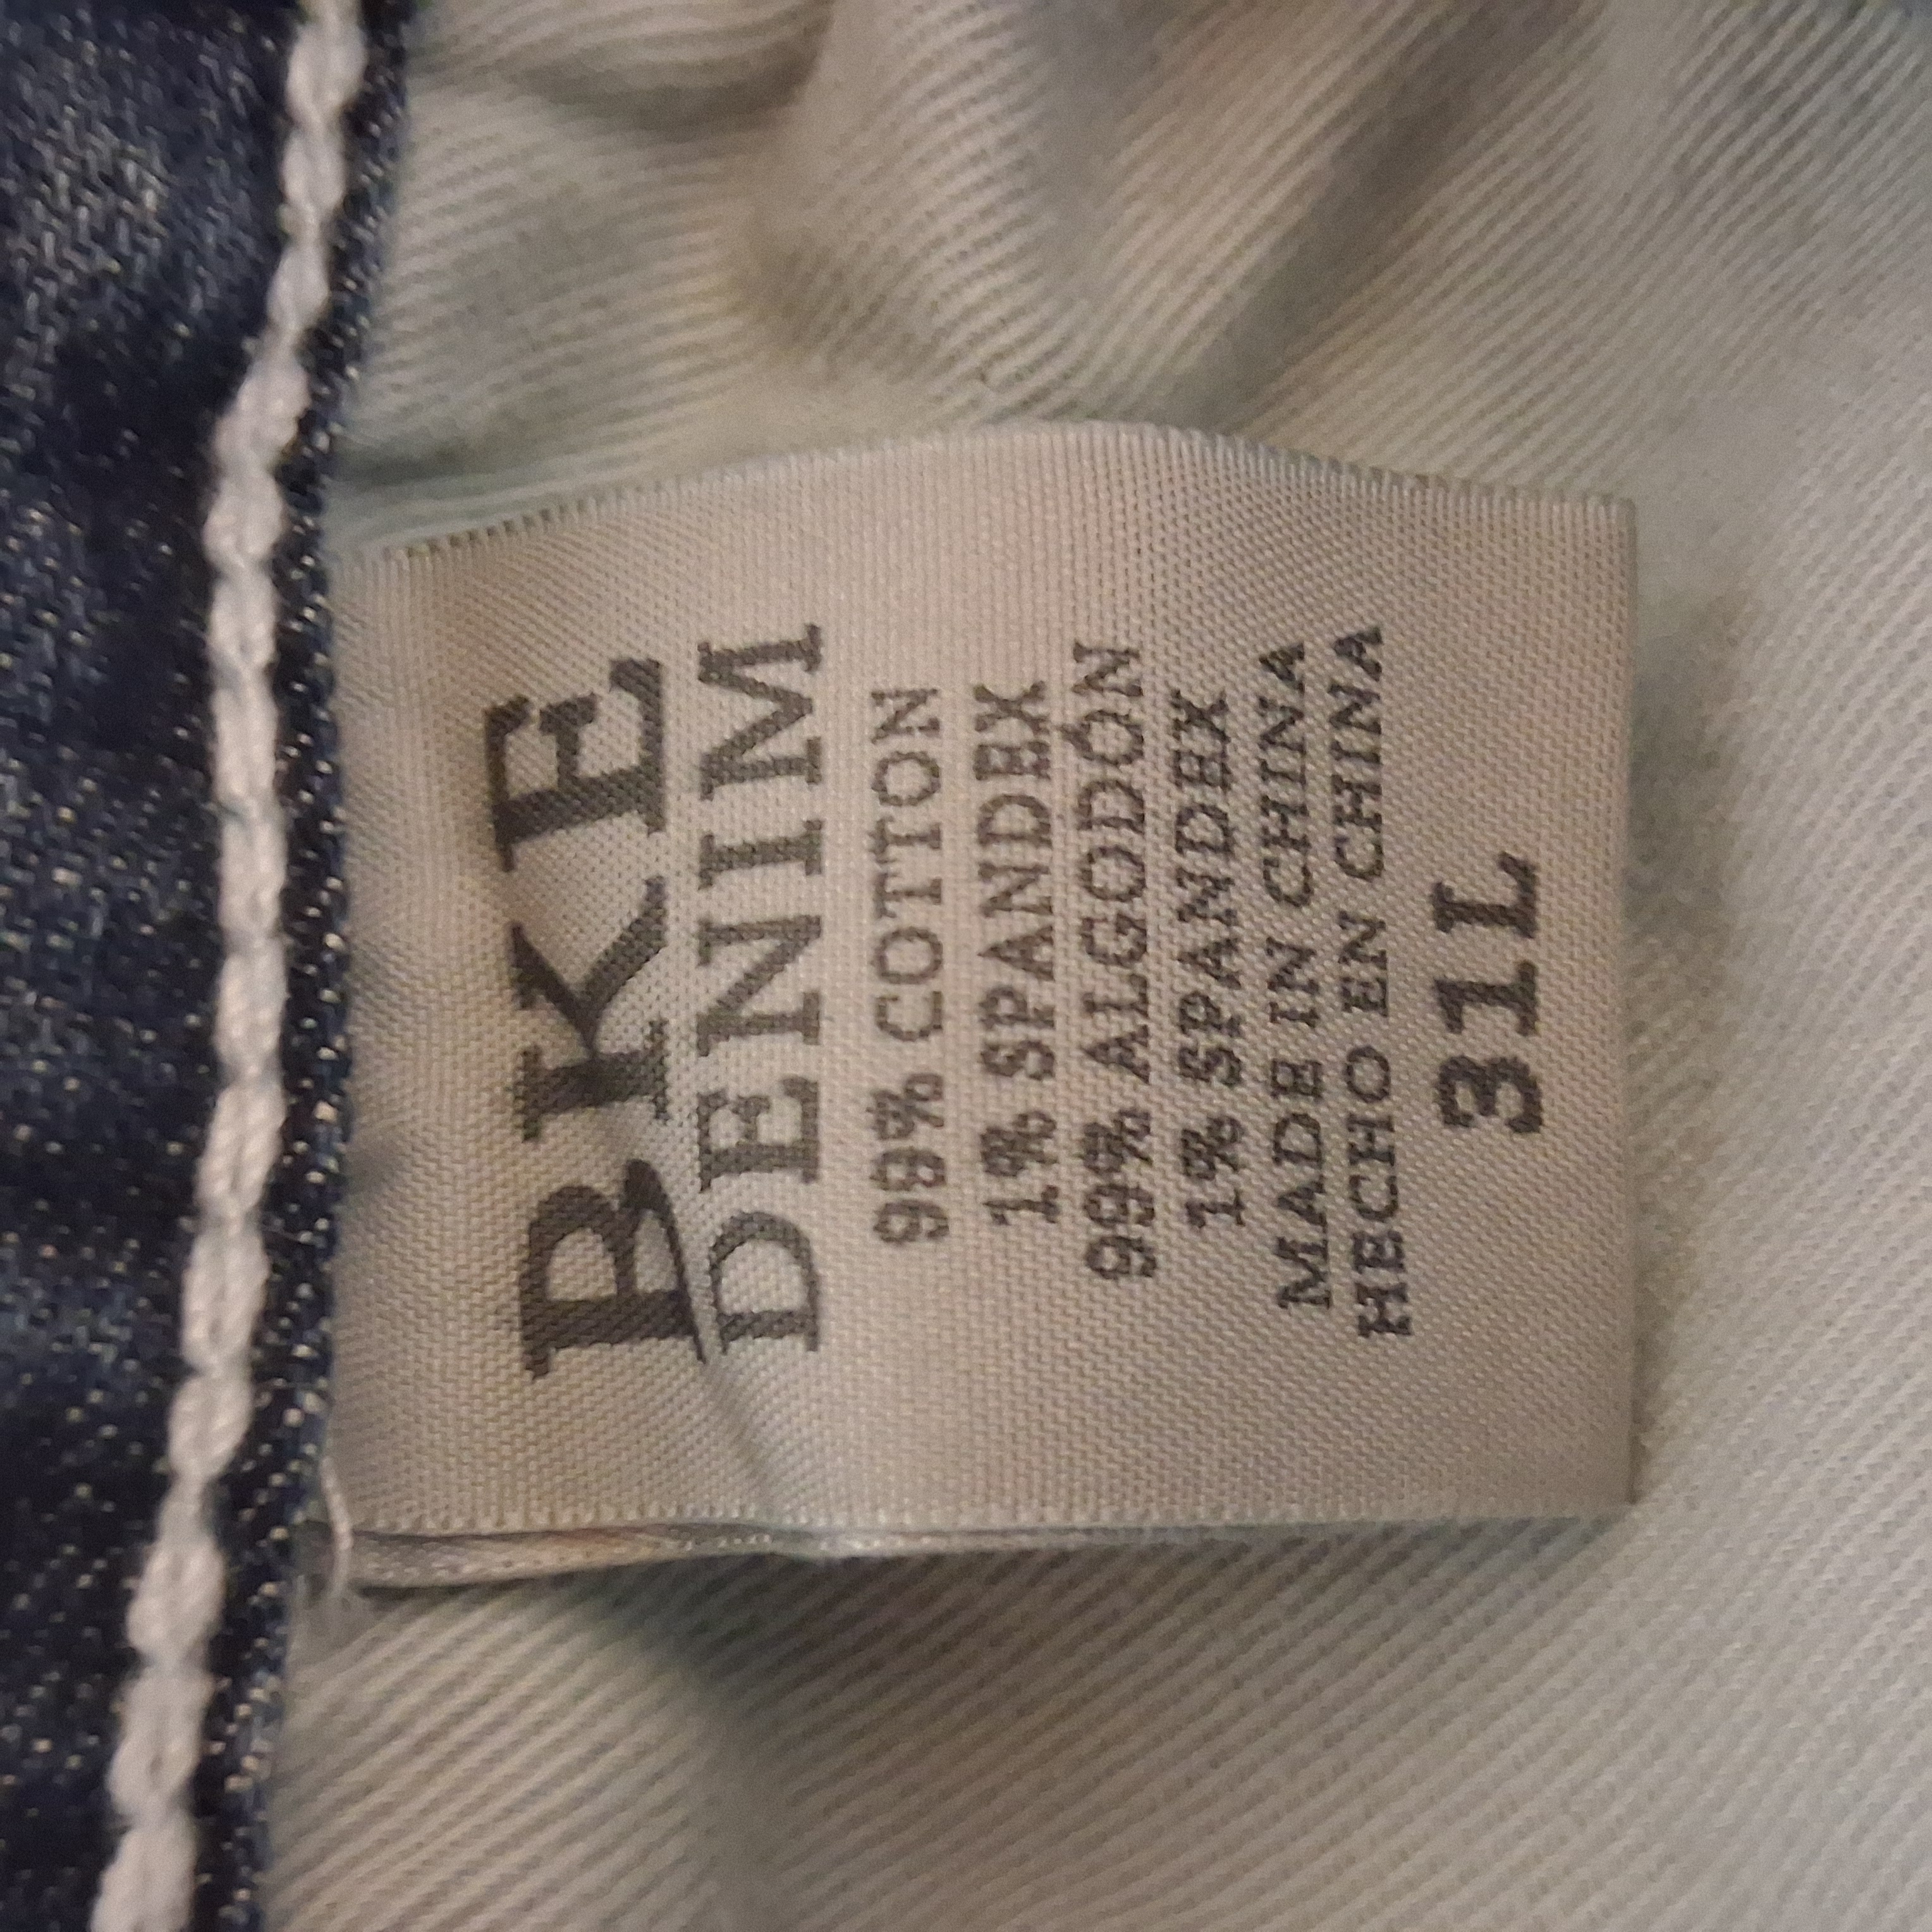 BKE
DENIM
99% COTTON
1% SPANDEX
99% ALGODÓN
1% SPANDEX
MADE IN CHINA
HECHO EN CHINA
31L